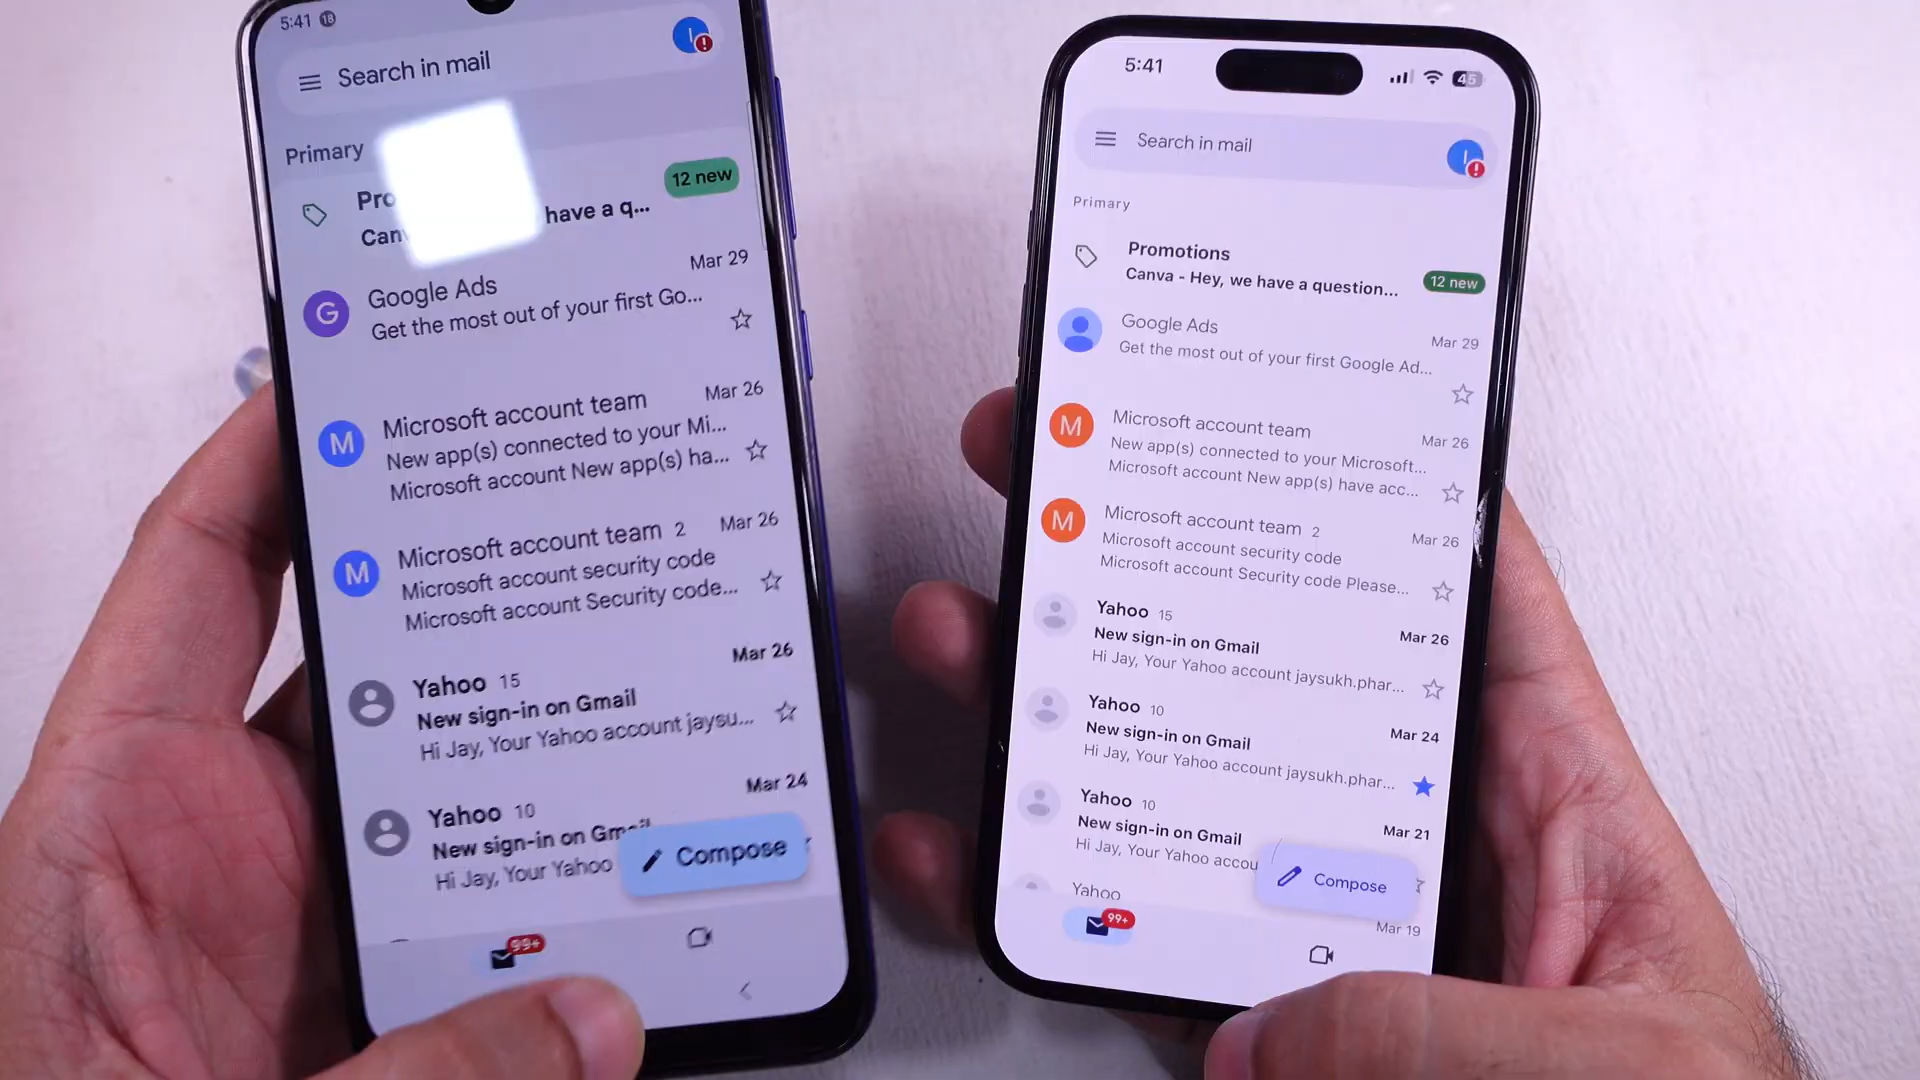 5:41 18
Search in mail
Primary
Pro
12 new
Can have a q...
Mar 29
G
Google Ads
Get the most out of your first Go...
Mar 26
M
Microsoft account team
New app(s) connected to your Mi...
Microsoft account New app(s) ha...
Mar 26
M
Microsoft account team 2
Microsoft account security code
Microsoft account Security code...
Mar 26
Yahoo 15
New sign-in on Gmail
Hi Jay, Your Yahoo account jaysu...
Mar 24
Yahoo 10
New sign-in on Gmail
Hi Jay, Your Yahoo
Compose
99+
5:41
45
Search in mail
Primary
Promotions
Canva - Hey, we have a question...
12 new
Google Ads
Mar 29
Get the most out of your first Google Ad...
M
Microsoft account team
Mar 26
New app(s) connected to your Microsoft...
Microsoft account New app(s) have acc...
M
Microsoft account team 2
Mar 26
Microsoft account security code
Microsoft account Security code Please...
Yahoo 15
Mar 26
New sign-in on Gmail
Hi Jay, Your Yahoo account jaysukh.phar...
Yahoo 10
Mar 24
New sign-in on Gmail
Hi Jay, Your Yahoo account jaysukh.phar...
Yahoo 10
Mar 21
New sign-in on Gmail
Hi Jay, Your Yahoo accou
Compose
Yahoo
99+
Mar 19